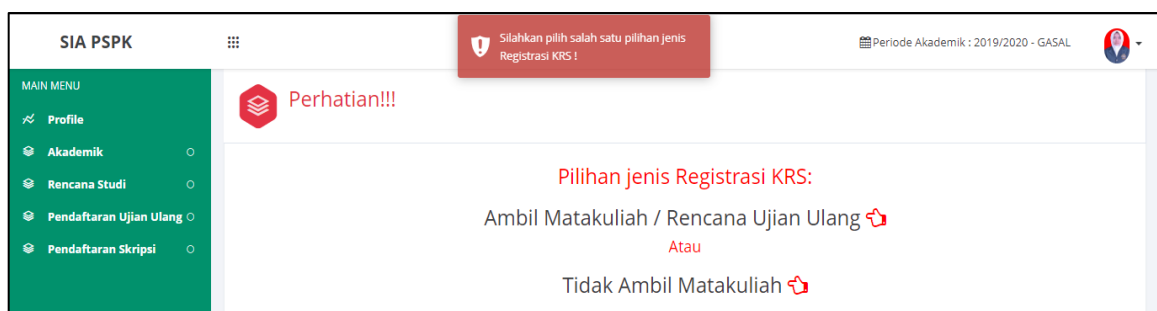 SIA PSPK
Silahkan pilih salah satu pilihan jenis
Registrasi KRS !
Periode Akademik : 2019/2020 - GASAL
MAIN MENU
Profile
Akademik
Rencana Studi
Pendaftaran Ujian Ulang
Pendaftaran Skripsi
Perhatian!!!
Pilihan jenis Registrasi KRS:
Ambil Matakuliah / Rencana Ujian Ulang
Atau
Tidak Ambil Matakuliah